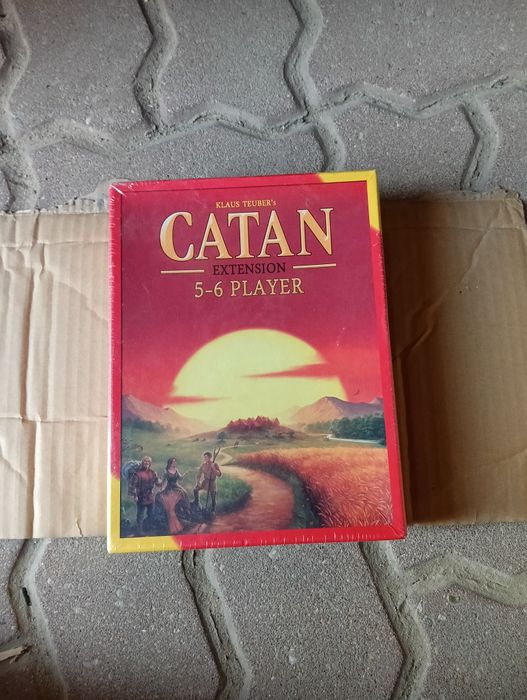 KLAUS TEUBER's
CATAN
EXTENSION
5-6 PLAYER